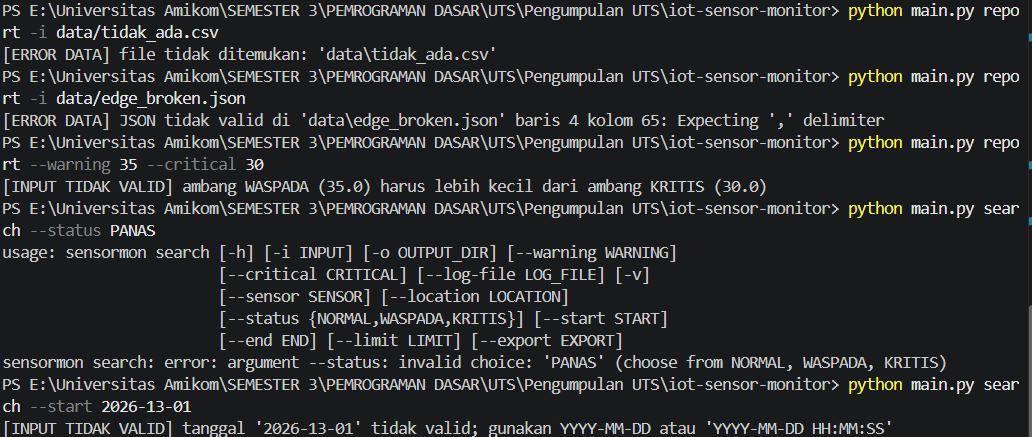 PS E:\Universitas Amikom\SEMESTER 3\PEMROGRAMAN DASAR\UTS\Pengumpulan UTS\iot-sensor-monitor> python main.py repo
rt -i data/tidak_ada.csv
[ERROR DATA] file tidak ditemukan: 'data\tidak_ada.csv'
PS E:\Universitas Amikom\SEMESTER 3\PEMROGRAMAN DASAR\UTS\Pengumpulan UTS\iot-sensor-monitor> python main.py repo
rt -i data/edge_broken.json
[ERROR DATA] JSON tidak valid di 'data\edge_broken.json' baris 4 kolom 65: Expecting ',' delimiter
PS E:\Universitas Amikom\SEMESTER 3\PEMROGRAMAN DASAR\UTS\Pengumpulan UTS\iot-sensor-monitor> python main.py repo
rt --warning 35 --critical 30
[INPUT TIDAK VALID] ambang WASPADA (35.0) harus lebih kecil dari ambang KRITIS (30.0)
PS E:\Universitas Amikom\SEMESTER 3\PEMROGRAMAN DASAR\UTS\Pengumpulan UTS\iot-sensor-monitor> python main.py sear
ch --status PANAS
usage: sensormon search [-h] [-i INPUT] [-o OUTPUT_DIR] [--warning WARNING]
                        [--critical CRITICAL] [--log-file LOG_FILE] [-v]
                        [--sensor SENSOR] [--location LOCATION]
                        [--status {NORMAL,WASPADA,KRITIS}] [--start START]
                        [--end END] [--limit LIMIT] [--export EXPORT]
sensormon search: error: argument --status: invalid choice: 'PANAS' (choose from NORMAL, WASPADA, KRITIS)
PS E:\Universitas Amikom\SEMESTER 3\PEMROGRAMAN DASAR\UTS\Pengumpulan UTS\iot-sensor-monitor> python main.py sear
ch --start 2026-13-01
[INPUT TIDAK VALID] tanggal '2026-13-01' tidak valid; gunakan YYYY-MM-DD atau 'YYYY-MM-DD HH:MM:SS'